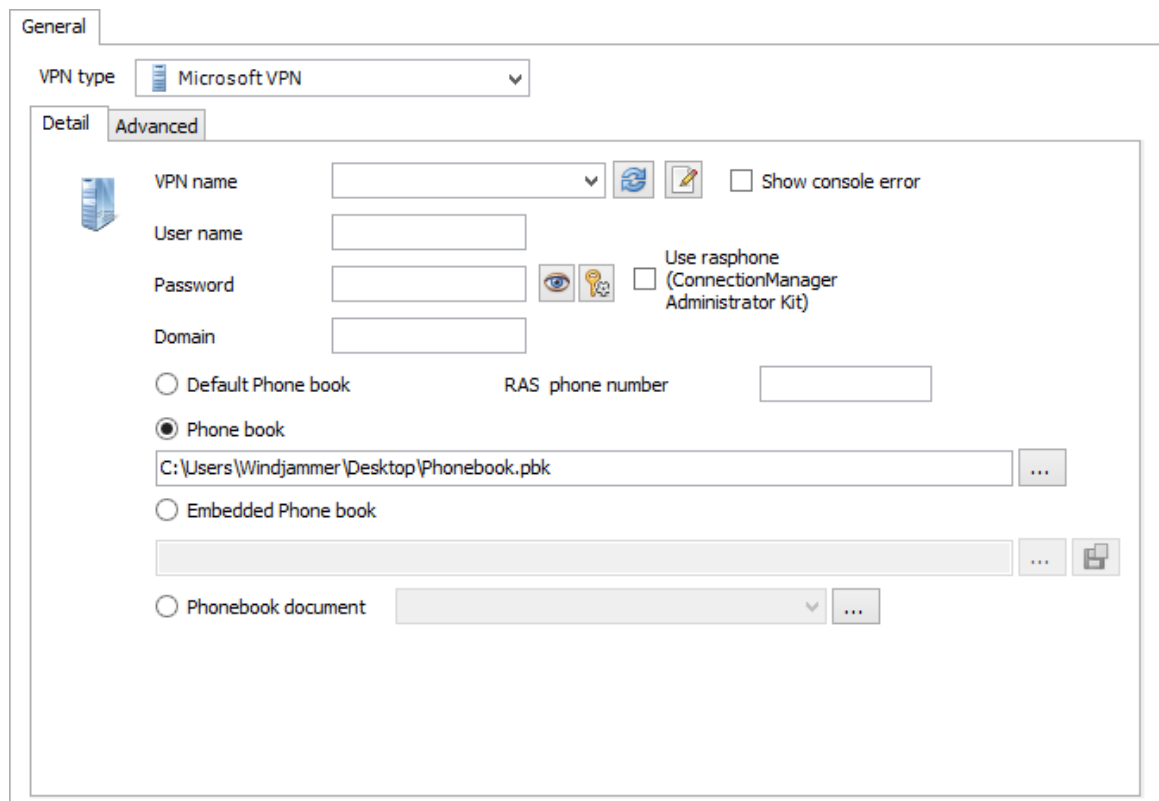 General
VPN type Microsoft VPN
Detail Advanced
VPN name Show console error
User name
Use rasphone
Password (ConnectionManager
Administrator Kit)
Domain
Default Phone book RAS phone number
Phone book
C:\Users\Windjammer\Desktop\Phonebook.pbk ...
Embedded Phone book
...
Phonebook document ...